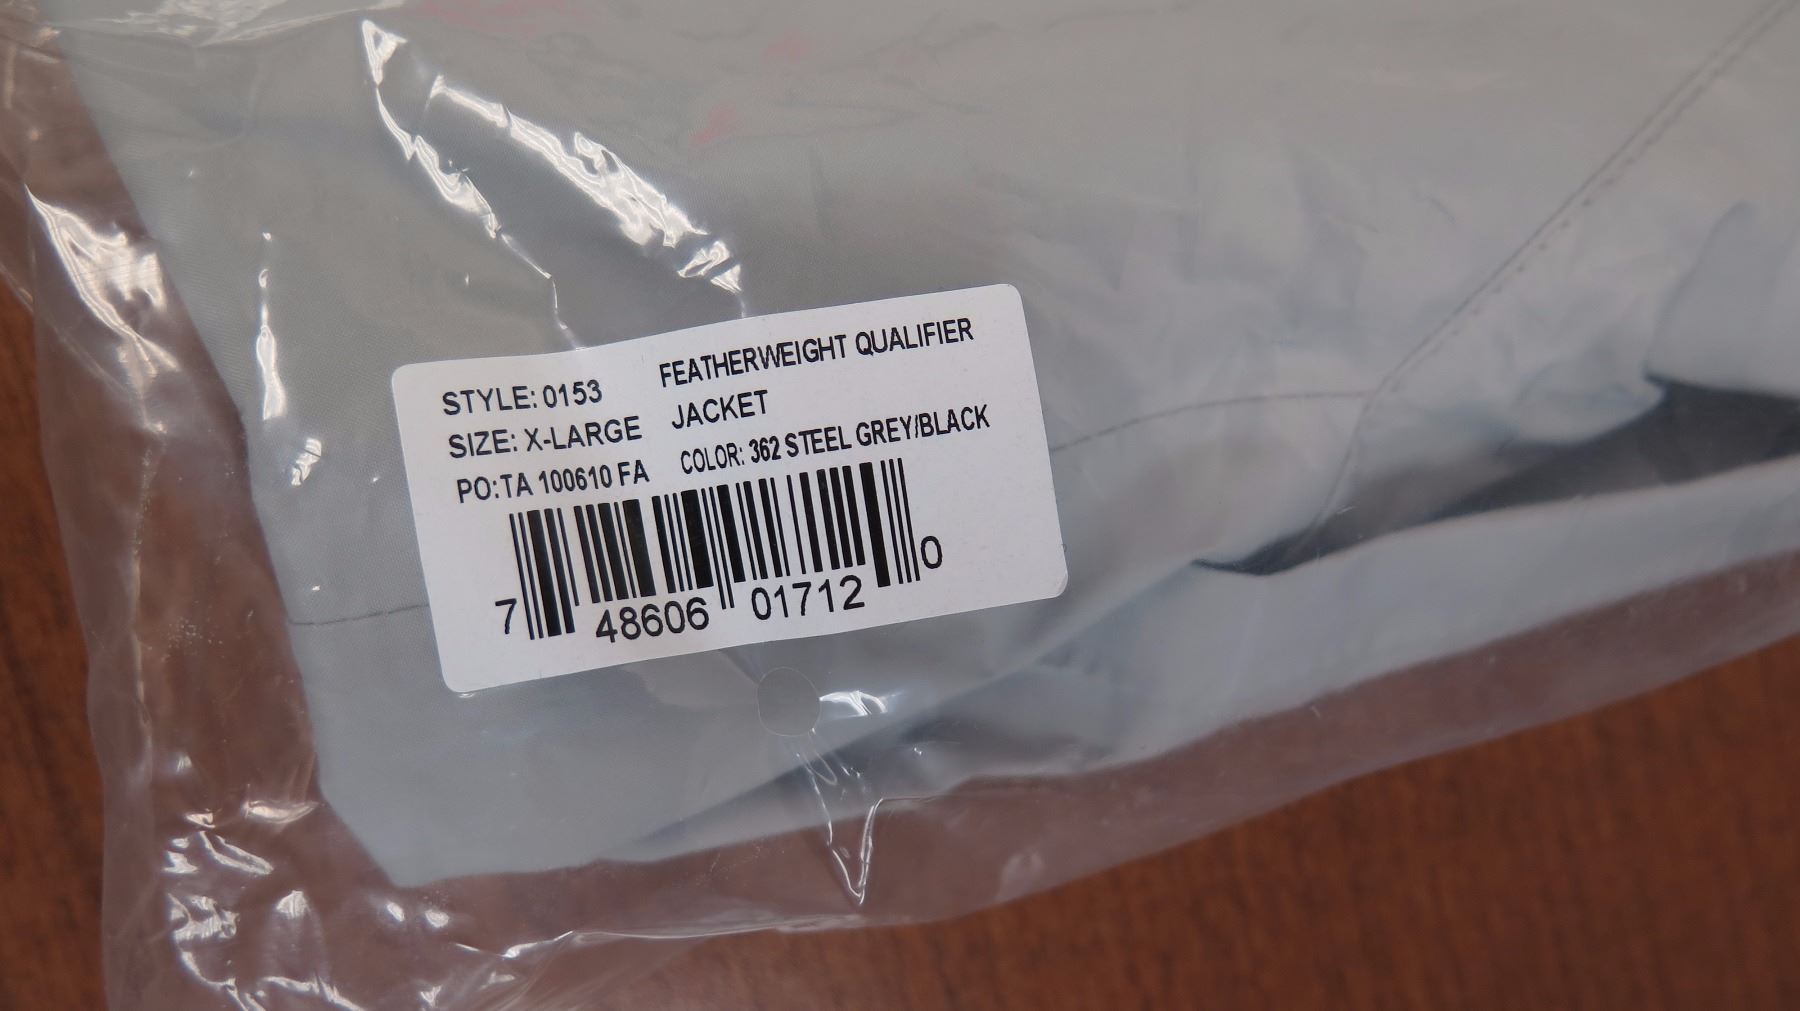 STYLE: 0153
SIZE: X-LARGE
PO:TA 100610 FA
FEATHERWEIGHT QUALIFIER
JACKET
COLOR: 362 STEEL GREY/BLACK
7 48606 01712 0